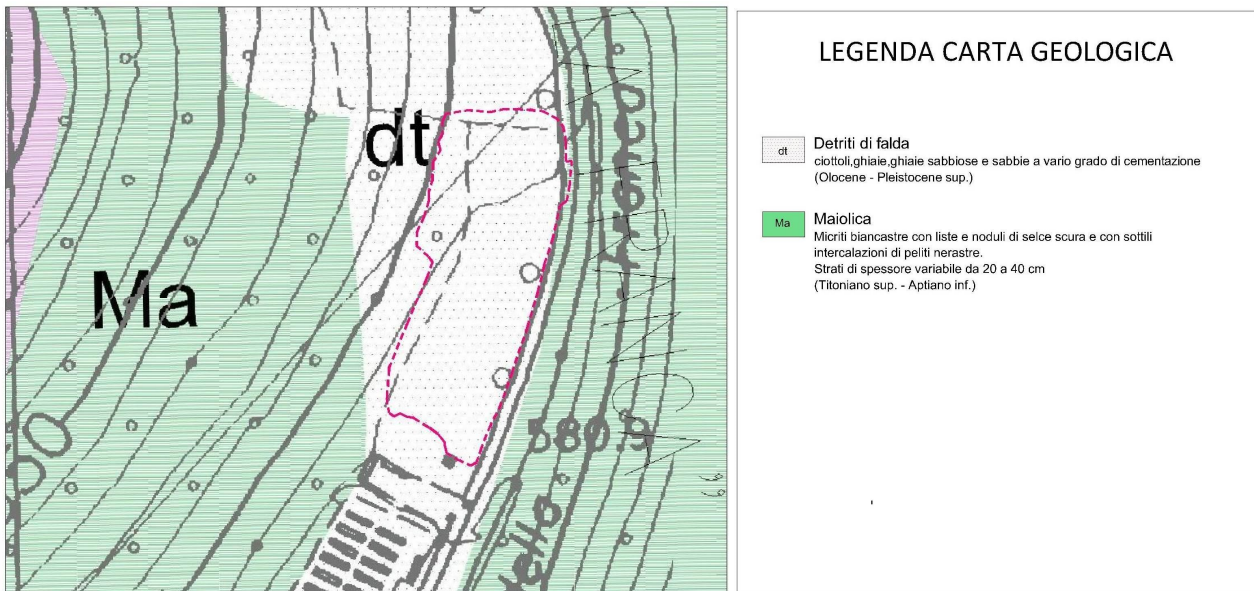 dt
Ma
580.9
LEGENDA CARTA GEOLOGICA
dt
Detriti di falda
ciottoli,ghiaie,ghiaie sabbiose e sabbie a vario grado di cementazione
(Olocene - Pleistocene sup.)
Ma
Maiolica
Micriti biancastre con liste e noduli di selce scura e con sottili
intercalazioni di peliti nerastre.
Strati di spessore variabile da 20 a 40 cm
(Titoniano sup. - Aptiano inf.)